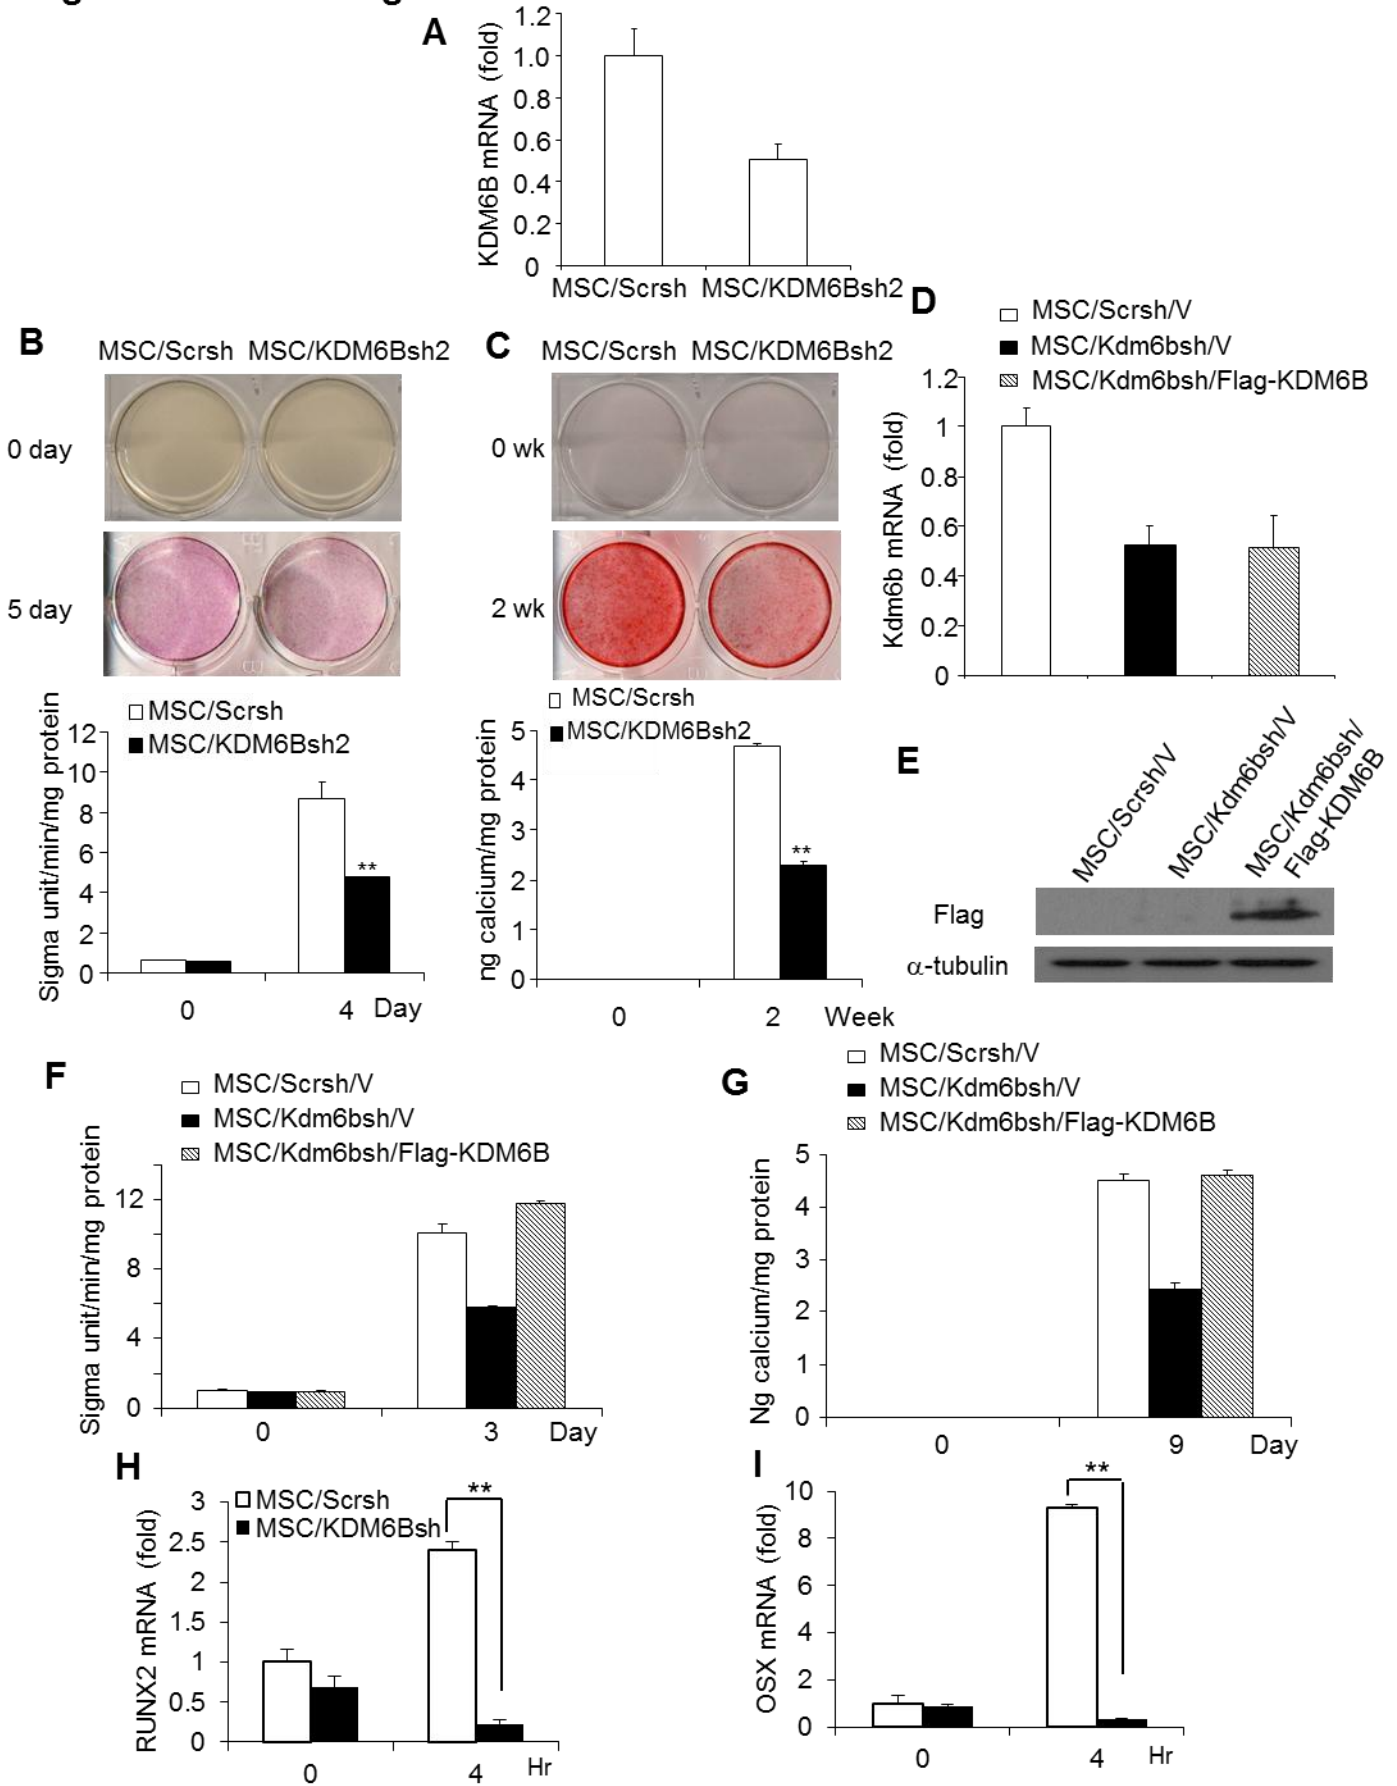 A
KDM6B mRNA (fold)
1.2
1.0
0.8
0.6
0.4
0.2
0
MSC/Scrsh MSC/KDM6Bsh2
B
MSC/Scrsh MSC/KDM6Bsh2
0 day
5 day
Sigma unit/min/mg protein
MSC/Scrsh
MSC/KDM6Bsh2
12
10
8
6
4
2
0
**
0 4 Day
C
MSC/Scrsh MSC/KDM6Bsh2
0 wk
2 wk
ng calcium/mg protein
MSC/Scrsh
MSC/KDM6Bsh2
5
4
3
2
1
0
**
0 2 Week
D
MSC/Scrsh/V
MSC/Kdm6bsh/V
MSC/Kdm6bsh/Flag-KDM6B
Kdm6b mRNA (fold)
1.2
1
0.8
0.6
0.4
0.2
0
E
MSC/Scrsh/V
MSC/Kdm6bsh/V
MSC/Kdm6bsh/
Flag-KDM6B
Flag
α-tubulin
F
MSC/Scrsh/V
MSC/Kdm6bsh/V
MSC/Kdm6bsh/Flag-KDM6B
Sigma unit/min/mg protein
12
8
4
0
0 3 Day
G
MSC/Scrsh/V
MSC/Kdm6bsh/V
MSC/Kdm6bsh/Flag-KDM6B
Ng calcium/mg protein
5
4
3
2
1
0
0 9 Day
H
MSC/Scrsh
MSC/KDM6Bsh
RUNX2 mRNA (fold)
3
2.5
2
1.5
1
0.5
0
**
0 4 Hr
I
OSX mRNA (fold)
10
8
6
4
2
0
**
0 4 Hr